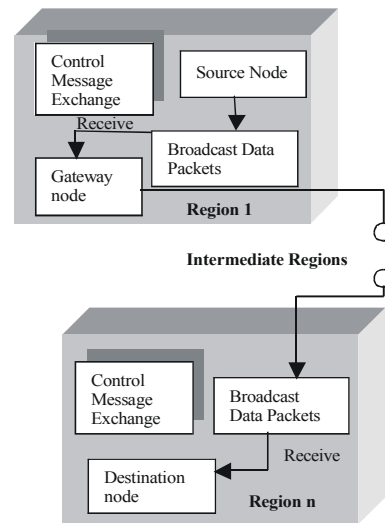 Control
Message
Exchange
Source Node
Receive
Broadcast Data
Packets
Gateway
node
Region 1
Intermediate Regions
Control
Message
Exchange
Broadcast
Data Packets
Receive
Destination
node
Region n